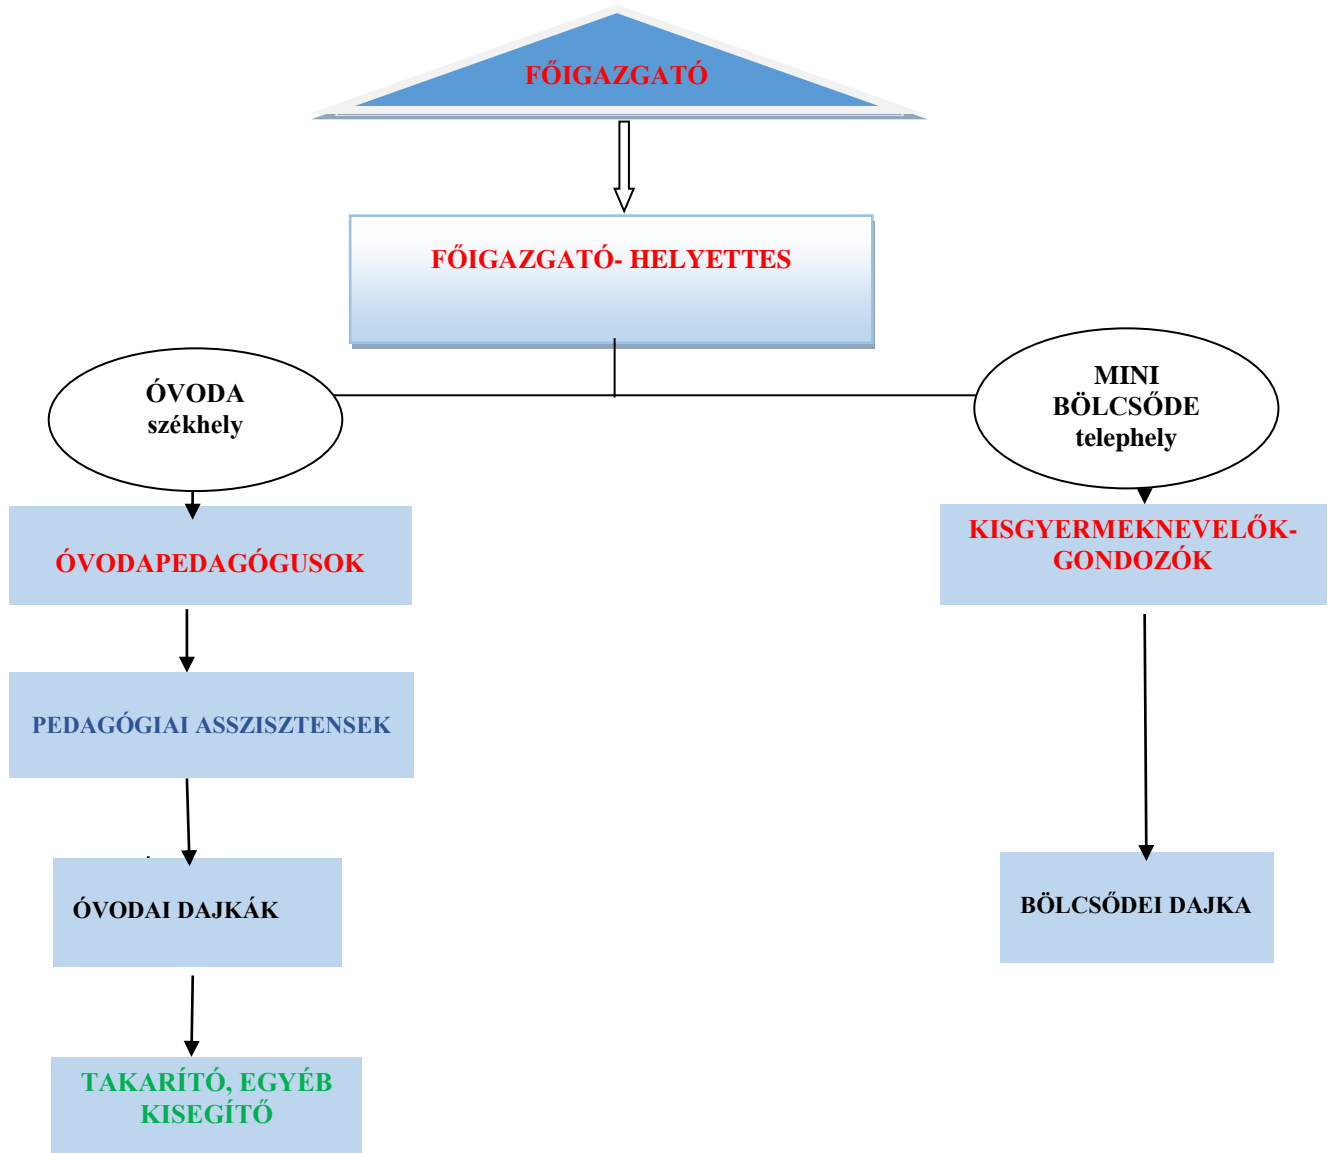 FŐIGAZGATÓ
FŐIGAZGATÓ- HELYETTES
ÓVODA
székhely
MINI
BÖLCSŐDE
telephely
ÓVODAPEDAGÓGUSOK
KISGYERMEKNEVELŐK-
GONDOZÓK
PEDAGÓGIAI ASSZISZTENSEK
ÓVODAI DAJKÁK
BÖLCSŐDEI DAJKA
TAKARÍTÓ, EGYÉB
KISEGÍTŐ